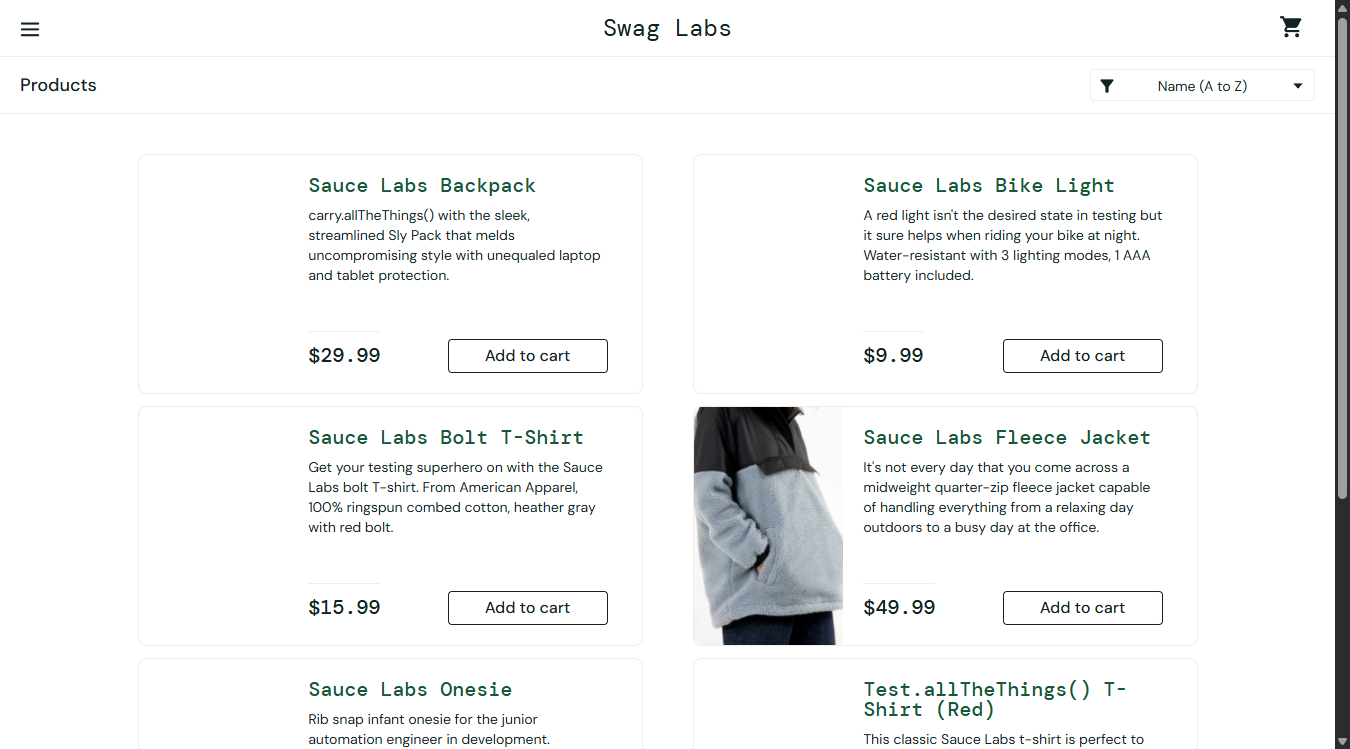 Swag Labs
Products
Name (A to Z)
Sauce Labs Backpack
carry.allTheThings() with the sleek,
streamlined Sly Pack that melds
uncompromising style with unequaled laptop
and tablet protection.
$29.99
Add to cart
Sauce Labs Bike Light
A red light isn't the desired state in testing but
it sure helps when riding your bike at night.
Water-resistant with 3 lighting modes, 1 AAA
battery included.
$9.99
Add to cart
Sauce Labs Bolt T-Shirt
Get your testing superhero on with the Sauce
Labs bolt T-shirt. From American Apparel,
100% ringspun combed cotton, heather gray
with red bolt.
$15.99
Add to cart
Sauce Labs Fleece Jacket
It's not every day that you come across a
midweight quarter-zip fleece jacket capable
of handling everything from a relaxing day
outdoors to a busy day at the office.
$49.99
Add to cart
Sauce Labs Onesie
Rib snap infant onesie for the junior
automation engineer in development.
Test.allTheThings() T-
Shirt (Red)
This classic Sauce Labs t-shirt is perfect to